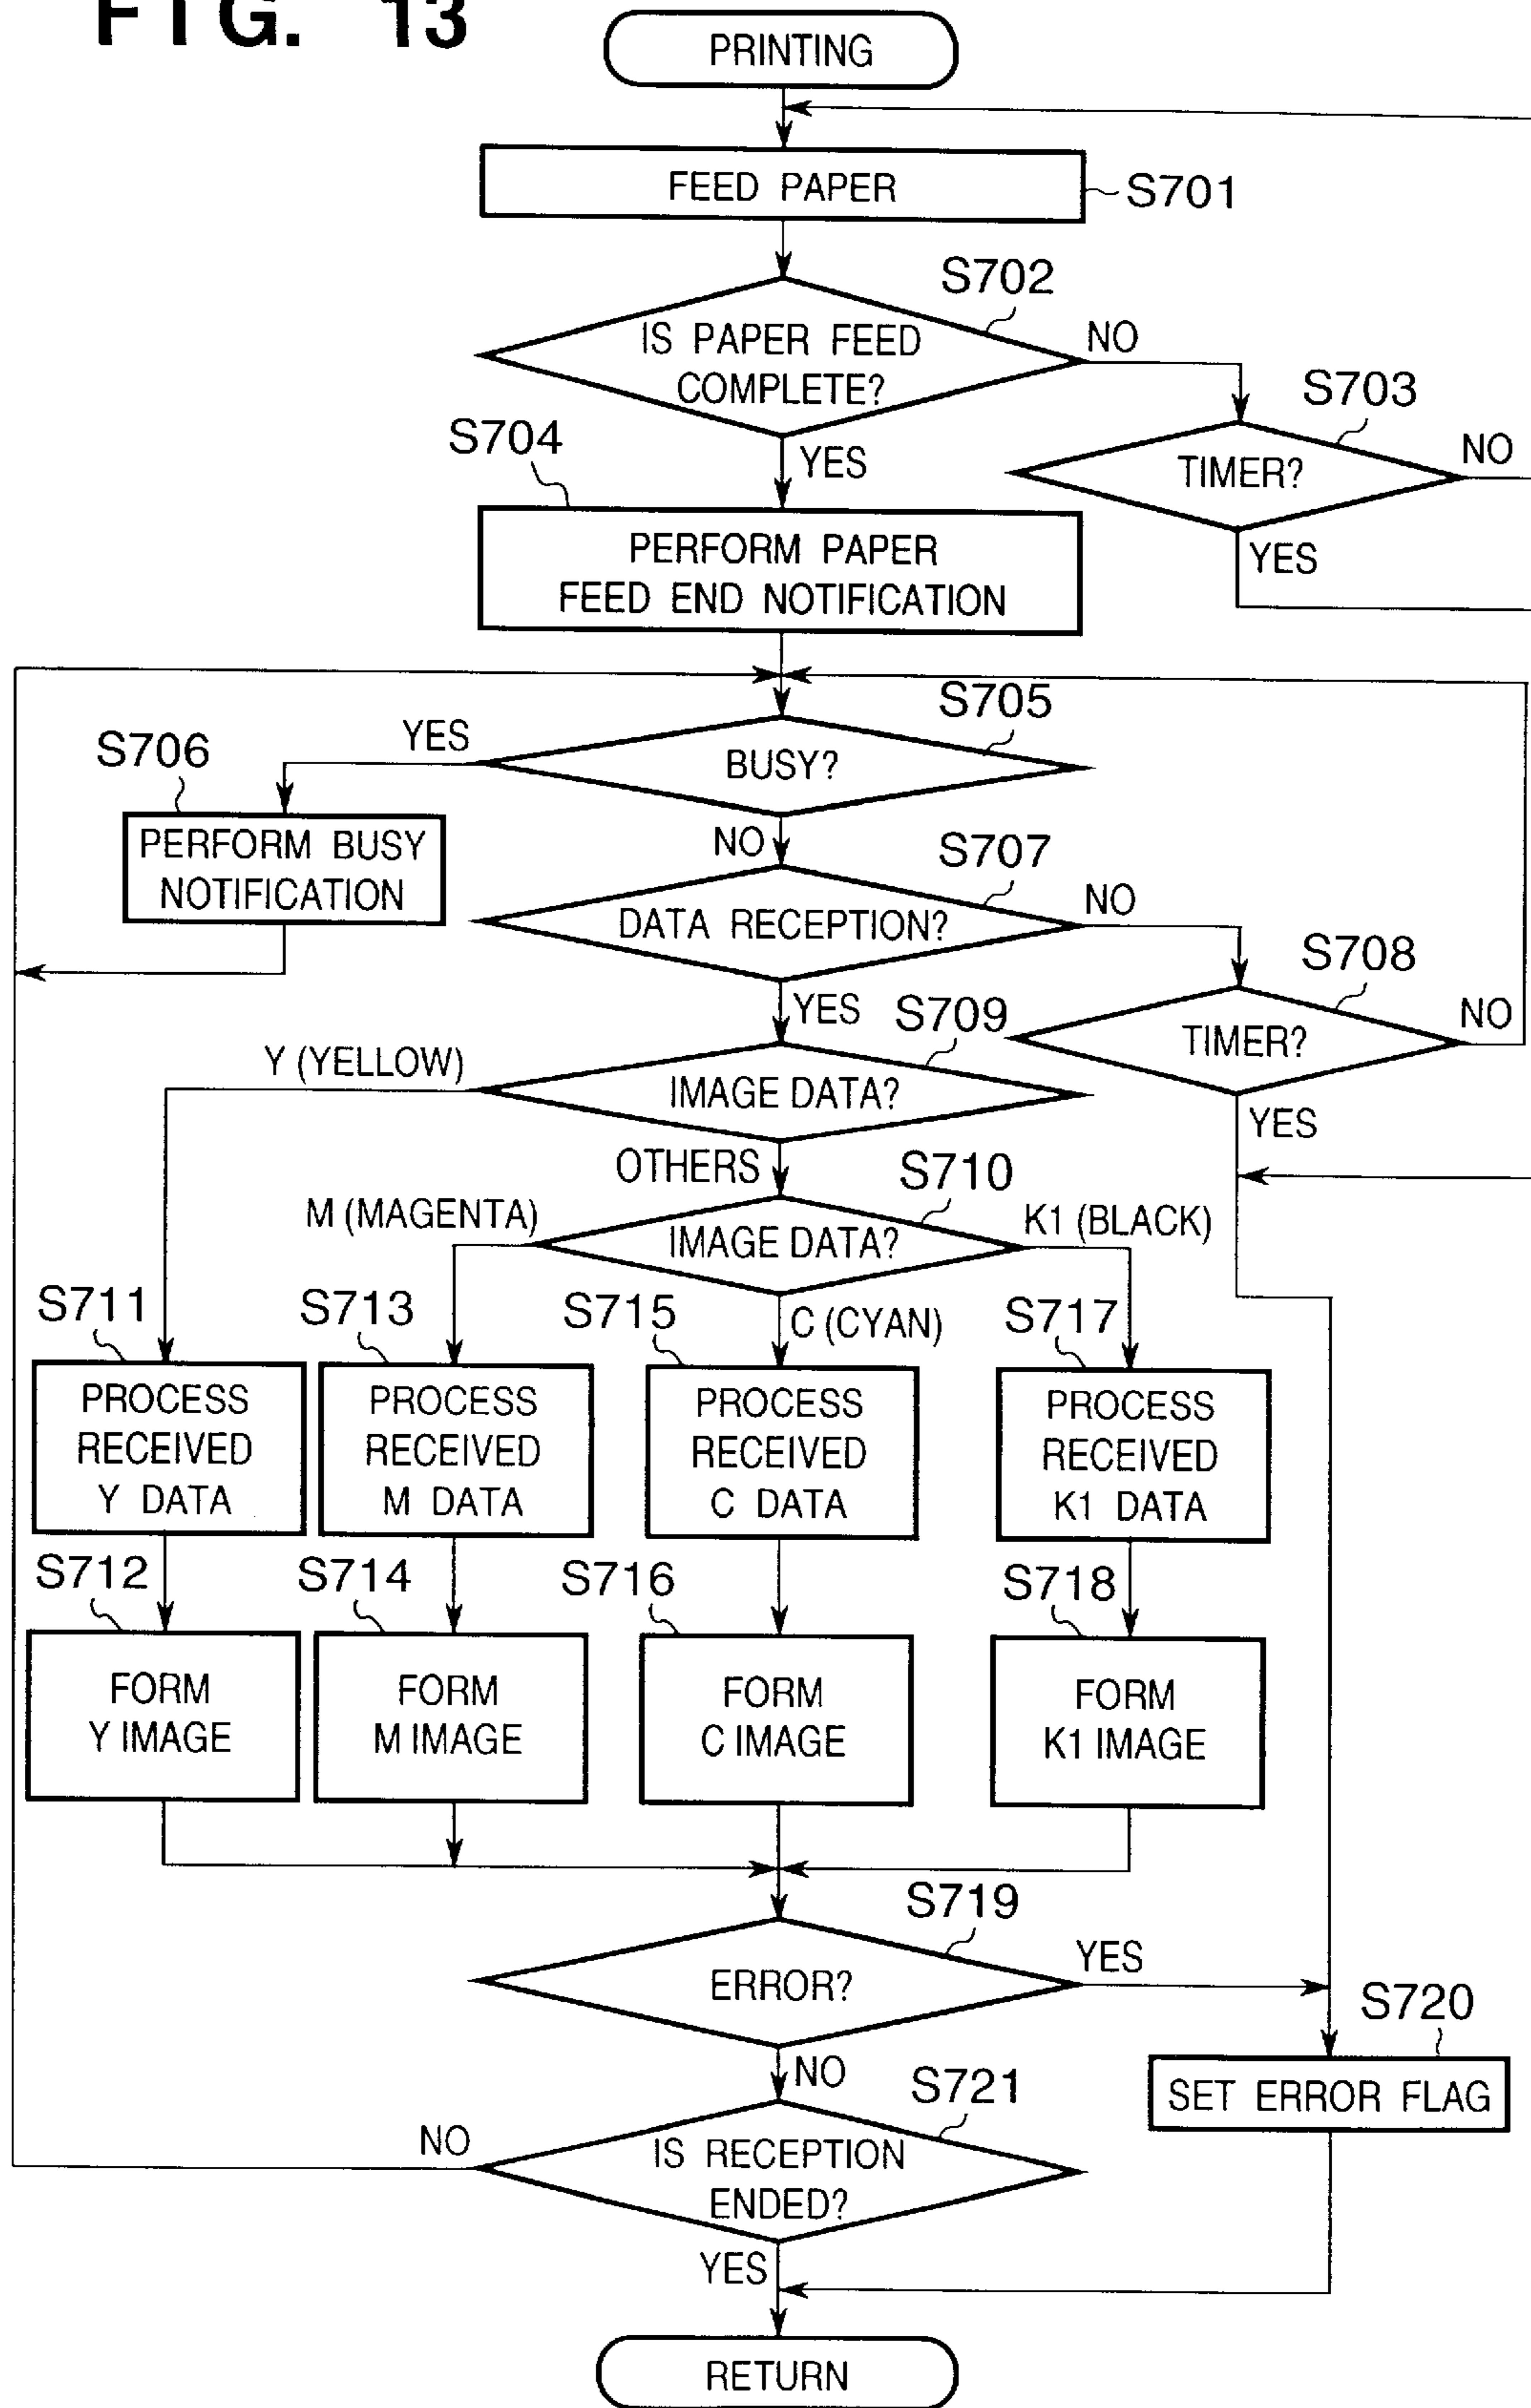 FIG. 13
PRINTING
FEED PAPER
S701
S702
IS PAPER FEED
COMPLETE?
NO
S703
TIMER?
NO
YES
S704
YES
PERFORM PAPER
FEED END NOTIFICATION
S705
YES
BUSY?
S706
PERFORM BUSY
NOTIFICATION
NO
S707
DATA RECEPTION?
NO
S708
TIMER?
NO
YES
YES
S709
Y (YELLOW)
IMAGE DATA?
OTHERS
S710
M (MAGENTA)
IMAGE DATA?
K1 (BLACK)
C (CYAN)
S711
S713
S715
S717
PROCESS
RECEIVED
Y DATA
PROCESS
RECEIVED
M DATA
PROCESS
RECEIVED
C DATA
PROCESS
RECEIVED
K1 DATA
S712
S714
S716
S718
FORM
Y IMAGE
FORM
M IMAGE
FORM
C IMAGE
FORM
K1 IMAGE
S719
ERROR?
YES
S720
SET ERROR FLAG
NO
S721
NO
IS RECEPTION
ENDED?
YES
RETURN